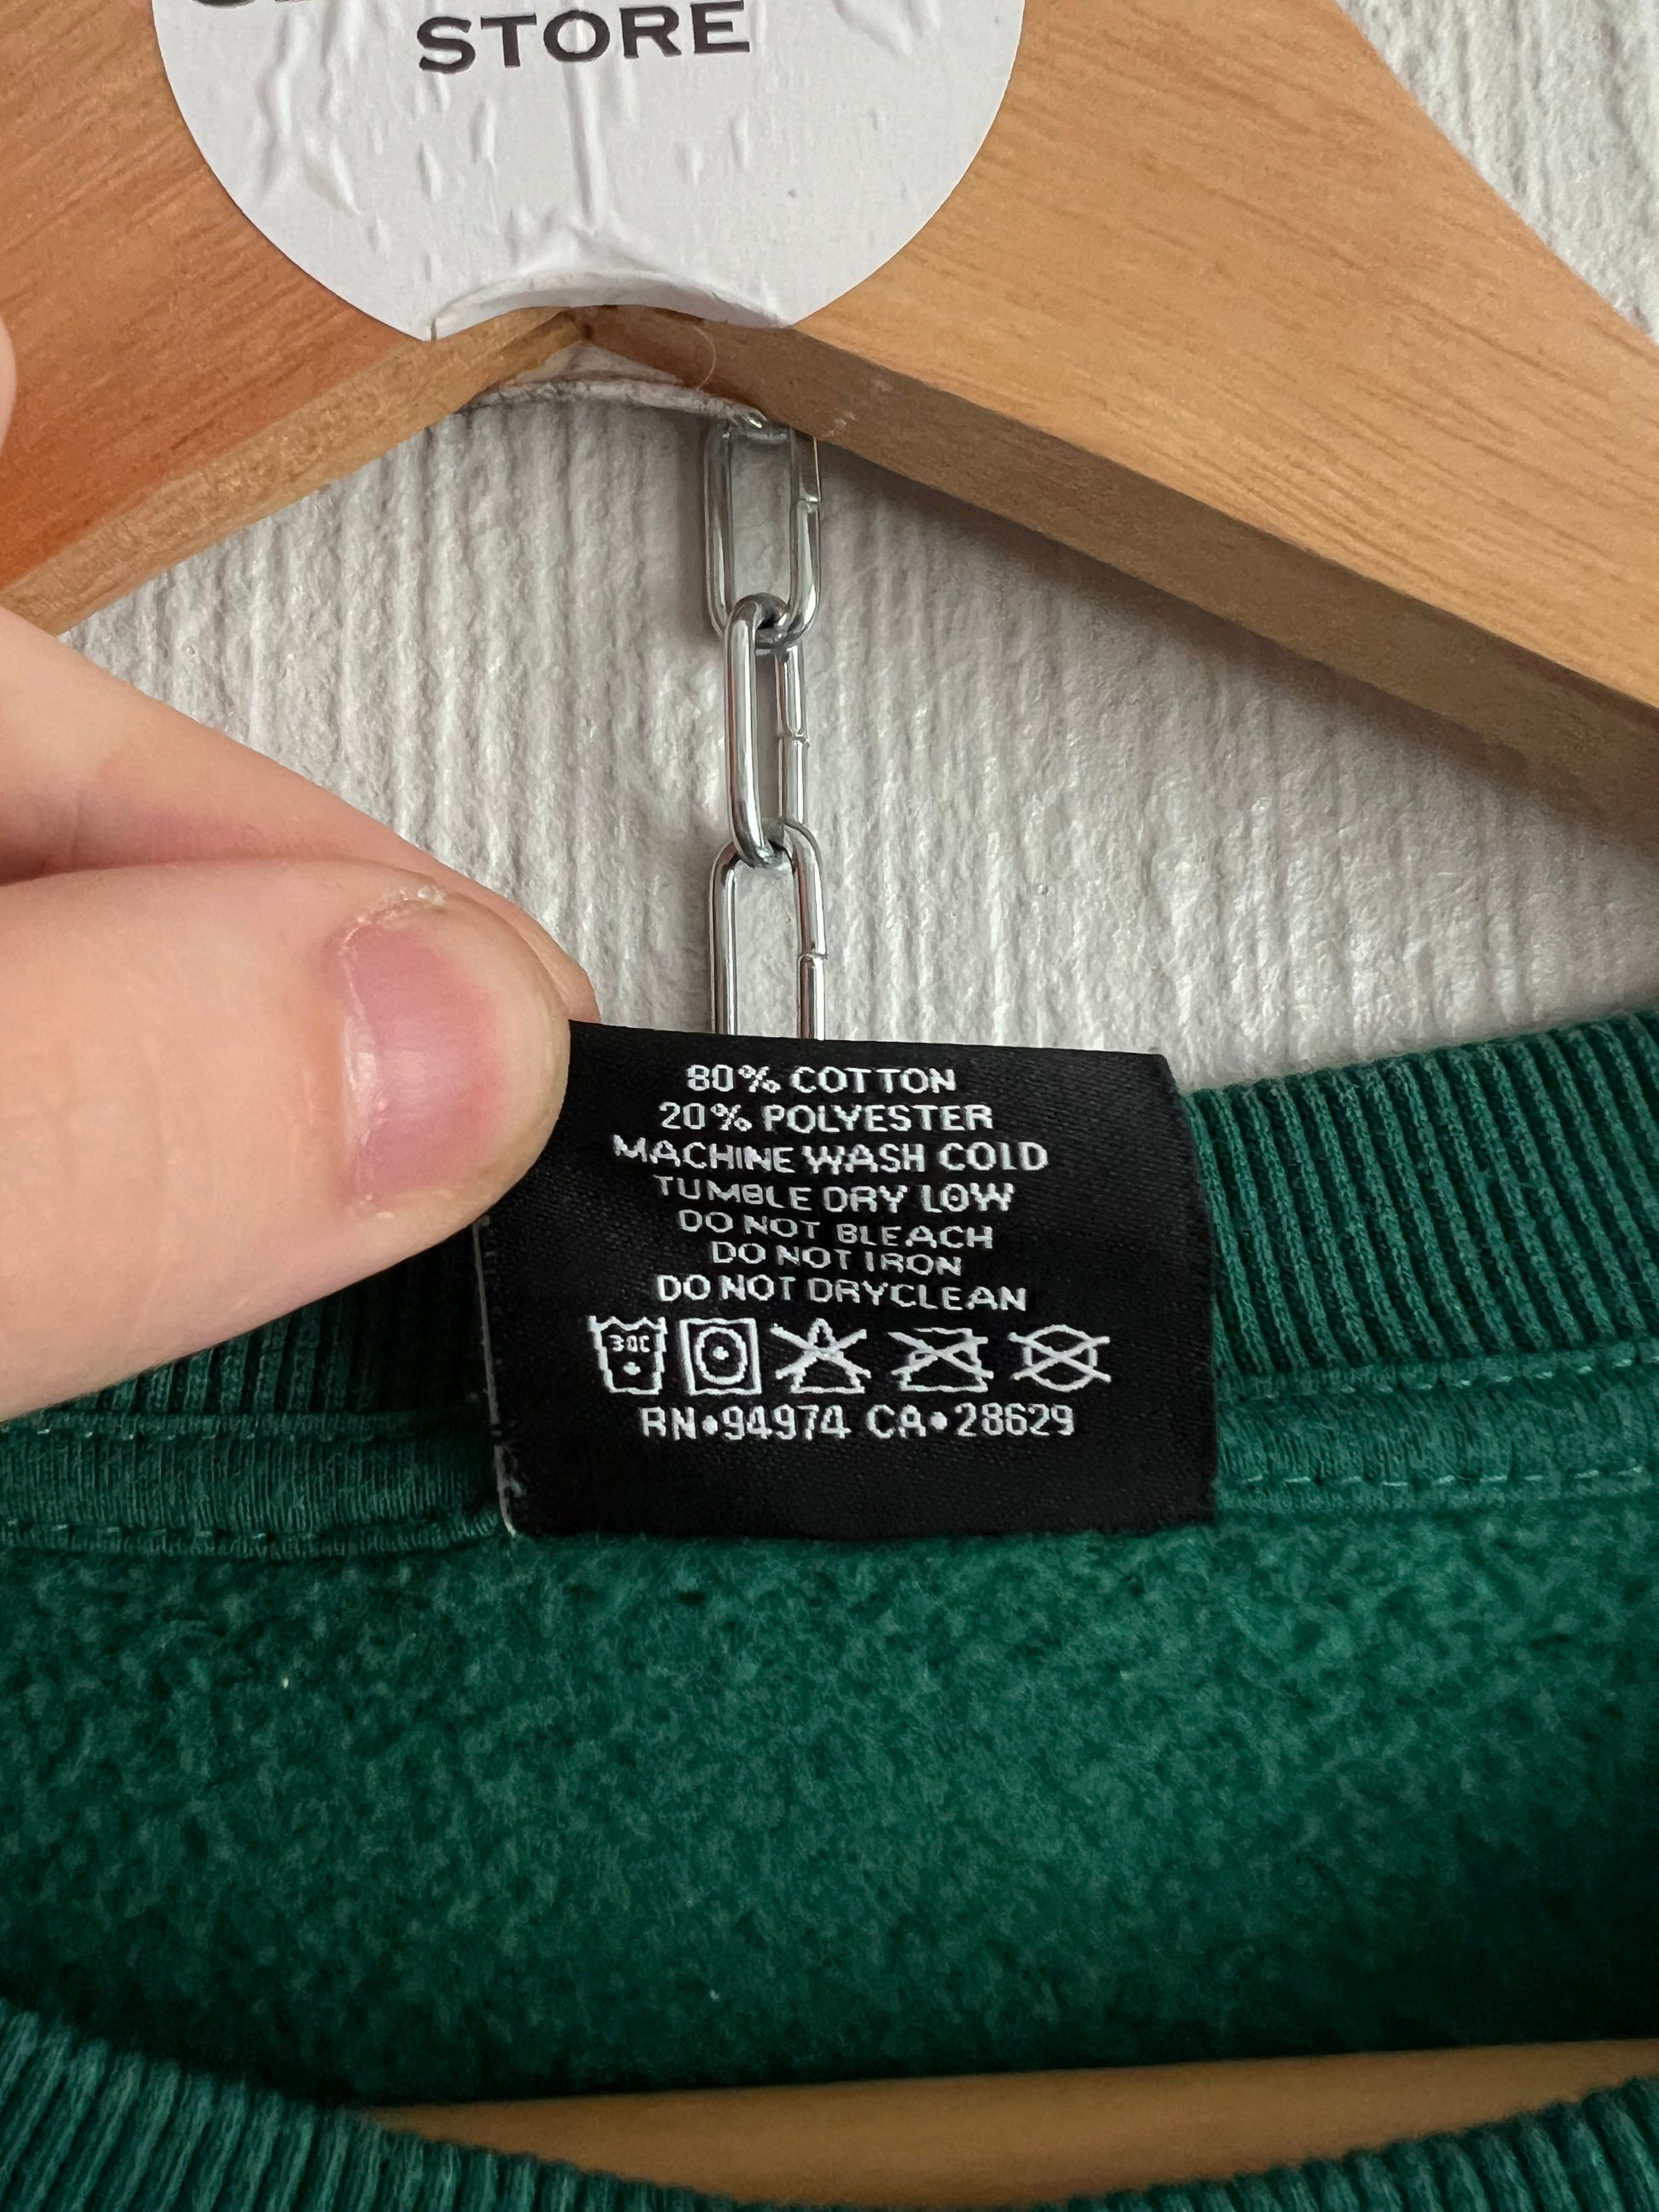 STORE
80% COTTON
20% POLYESTER
MACHINE WASH COLD
TUMBLE DRY LOW
DO NOT BLEACH
DO NOT IRON
DO NOT DRYCLEAN
30C
RN•94974 CA•28629